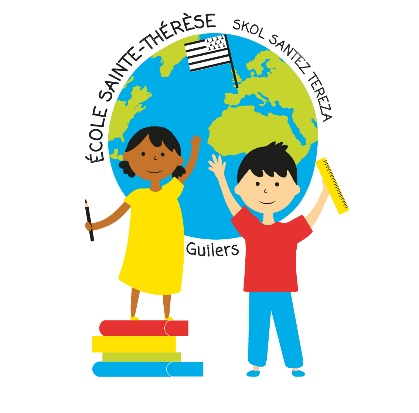 ÉCOLE SAINTE-THÉRÈSE
SKOL SANTEZ TEREZA
Guilers